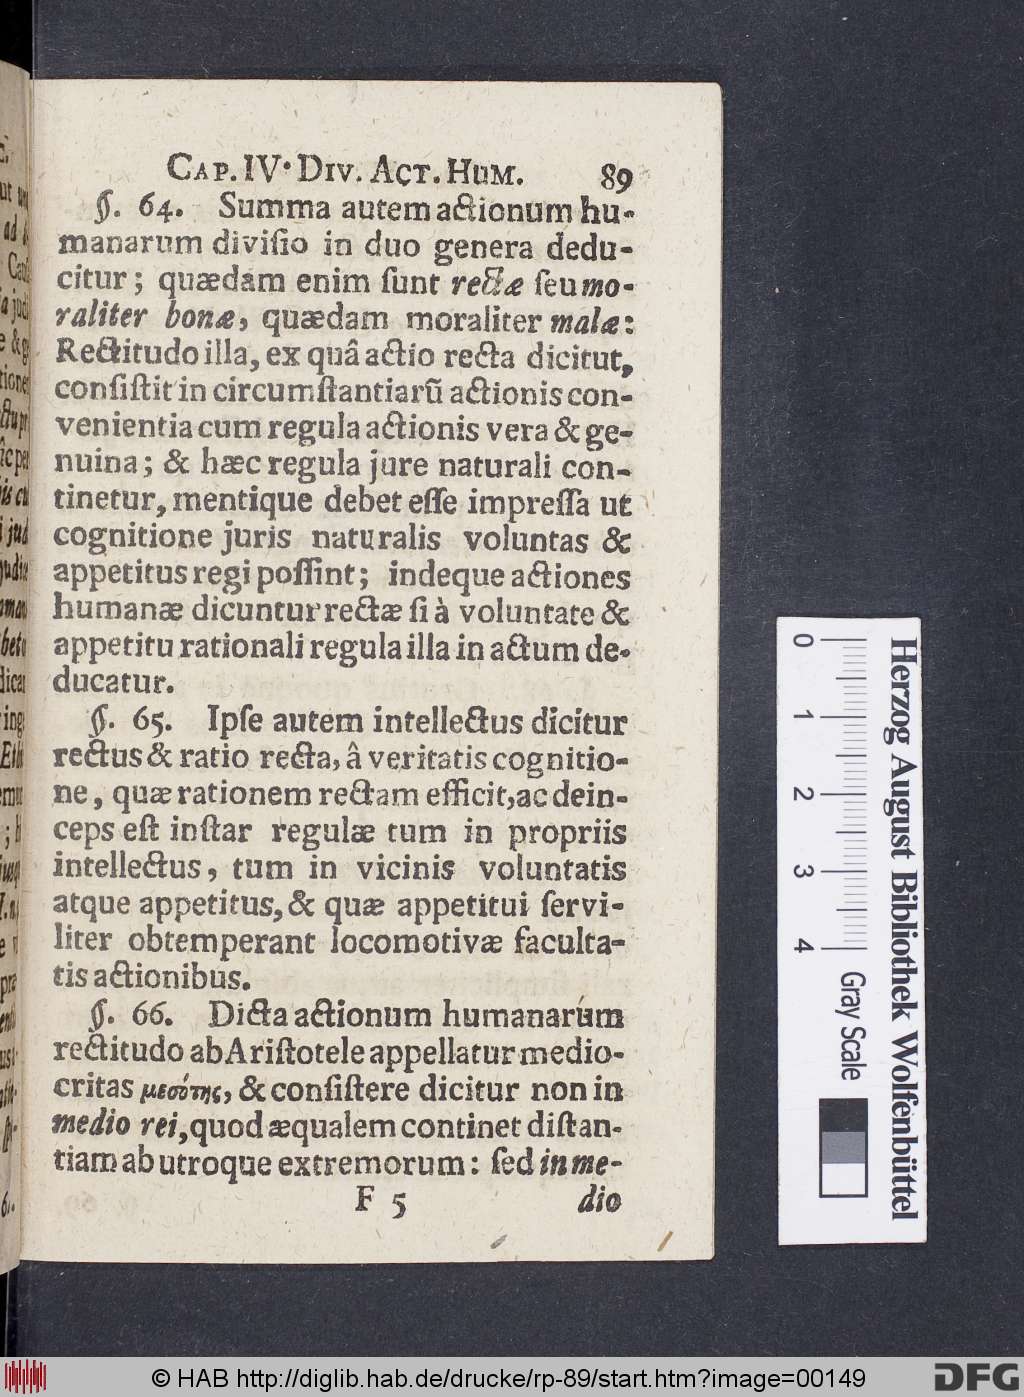 CAP. IV. DIV. ACT. HUM. 89
§. 64. Summa autem actionum hu-
manarum diviſio in duo genera dedu-
citur; quædam enim ſunt rectæ ſeu mo-
raliter bonæ, quædam moraliter malæ:
Rectitudo illa, ex quâ actio recta dicitut,
conſiſtit in circumſtantiarũ actionis con-
venientia cum regula actionis vera & ge-
nuina; & hæc regula jure naturali con-
tinetur, mentique debet eſſe impreſſa ut
cognitione juris naturalis voluntas &
appetitus regi poſſint; indeque actiones
humanæ dicuntur rectæ ſi à voluntate &
appetitu rationali regula illa in actum de-
ducatur.
§. 65. Ipſe autem intellectus dicitur
rectus & ratio recta, â veritatis cognitio-
ne, quæ rationem rectam efficit, ac dein-
ceps eſt inſtar regulæ tum in propriis
intellectus, tum in vicinis voluntatis
atque appetitus, & quæ appetitui ſervi-
liter obtemperant locomotivæ faculta-
tis actionibus.
§. 66. Dicta actionum humanarum
rectitudo ab Ariſtotele appellatur medio-
critas μεσότης, & conſiſtere dicitur non in
medio rei, quod æqualem continet diſtan-
tiam ab utroque extremorum: ſed in me-
F 5 dio
0 1 2 3 4
Gray Scale
Herzog August Bibliothek Wolfenbüttel
© HAB http://diglib.hab.de/drucke/rp-89/start.htm?image=00149
DFG